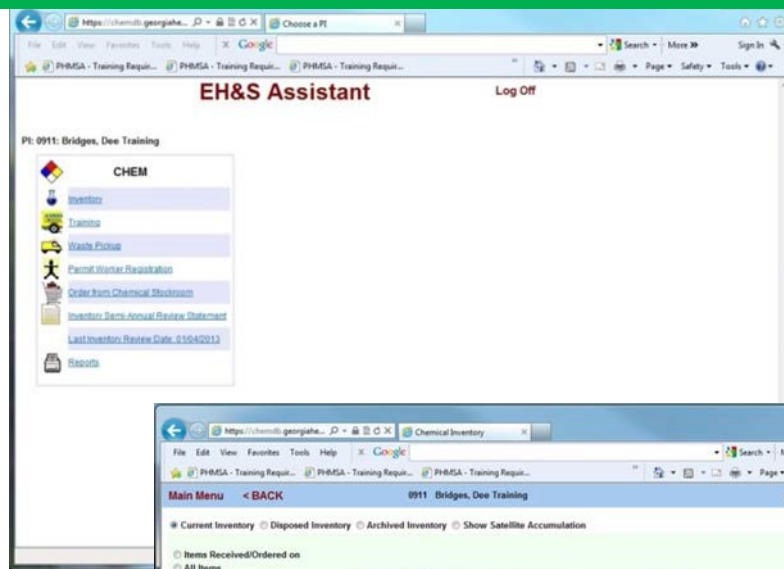 https://chemdb.georgiahe... Choose a PI
File Edit View Favorites Tools Help X Google Search More » Sign In
PHMSA - Training Requir... PHMSA - Training Requir... PHMSA - Training Requir... Page Safety Tools
EH&S Assistant Log Off
PI: 0911: Bridges, Dee Training
CHEM
Inventory
Training
Waste Pickup
Permit Worker Registration
Order from Chemical Stockroom
Inventory Semi-Annual Review Statement
Last Inventory Review Date: 01/04/2013
Reports
https://chemdb.georgiahe... Chemical Inventory
File Edit View Favorites Tools Help X Google Search
PHMSA - Training Requir... PHMSA - Training Requir... PHMSA - Training Requir... Page
Main Menu < BACK 0911 Bridges, Dee Training
Current Inventory Disposed Inventory Archived Inventory Show Satellite Accumulation
Items Received/Ordered on
All Items